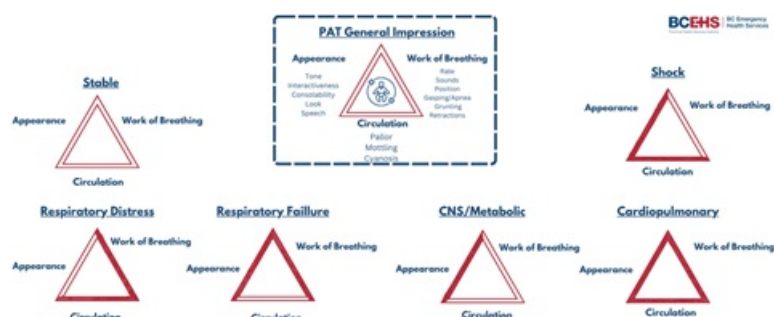 BCEHS
BC Emergency
Health Services
PAT General Impression
Appearance
Work of Breathing
Tone
Interactiveness
Consolability
Look
Speech
Rate
Sounds
Position
Gasping/Apnea
Grunting
Retractions
Circulation
Pallor
Mottling
Cyanosis
Stable
Appearance
Work of Breathing
Circulation
Shock
Appearance
Work of Breathing
Circulation
Respiratory Distress
Work of Breathing
Appearance
Circulation
Respiratory Faillure
Work of Breathing
Appearance
Circulation
CNS/Metabolic
Work of Breathing
Appearance
Circulation
Cardiopulmonary
Work of Breathing
Appearance
Circulation